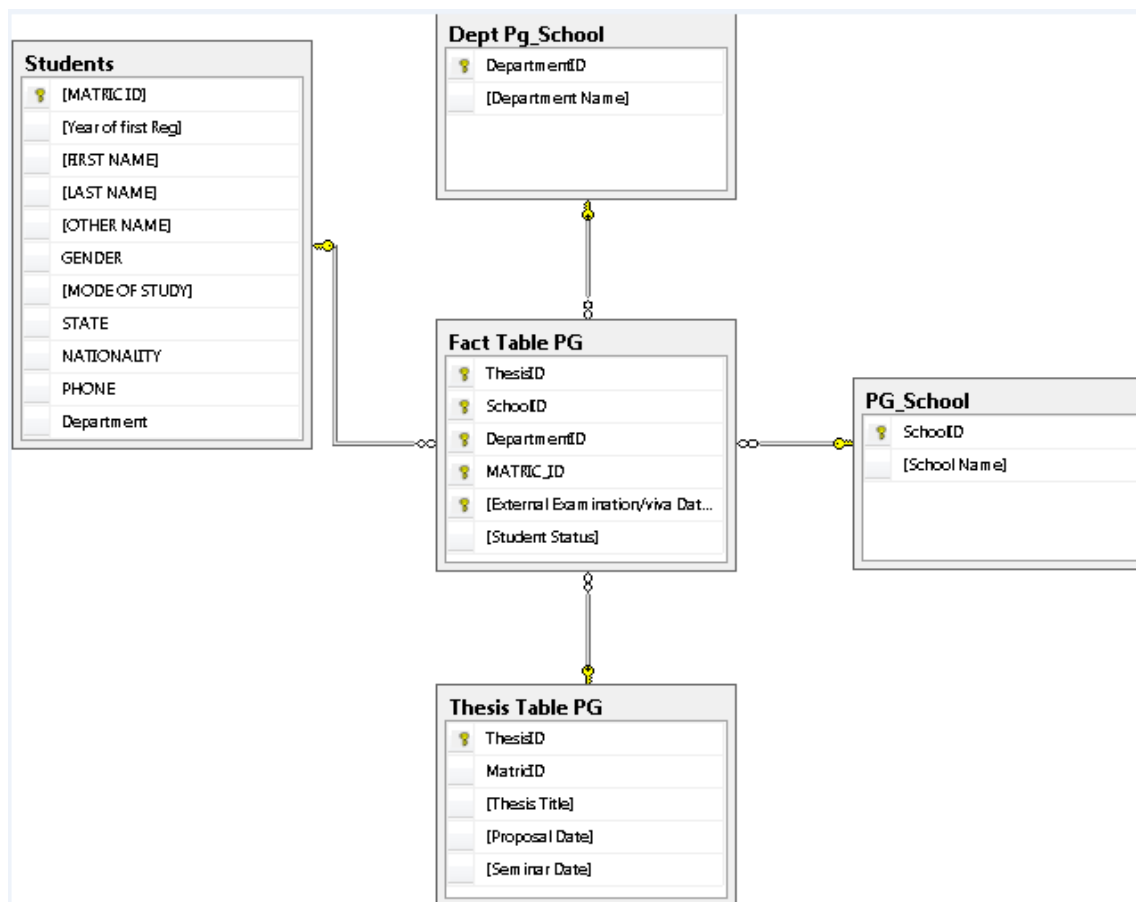 Students
[MATRIC ID]
[Year of first Reg]
[FIRST NAME]
[LAST NAME]
[OTHER NAME]
GENDER
[MODE OF STUDY]
STATE
NATIONALITY
PHONE
Department
Dept Pg_School
DepartmentID
[Department Name]
Fact Table PG
ThesisID
SchoolID
DepartmentID
MATRIC_ID
[External Examination/viva Dat...
[Student Status]
PG_School
SchoolID
[School Name]
Thesis Table PG
ThesisID
MatricID
[Thesis Title]
[Proposal Date]
[Seminar Date]